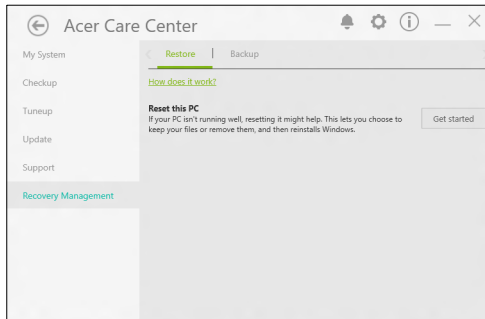 Acer Care Center
My System
Checkup
Tuneup
Update
Support
Recovery Management
Restore
Backup
How does it work?
Reset this PC
If your PC isn't running well, resetting it might help. This lets you choose to
keep your files or remove them, and then reinstalls Windows.
Get started